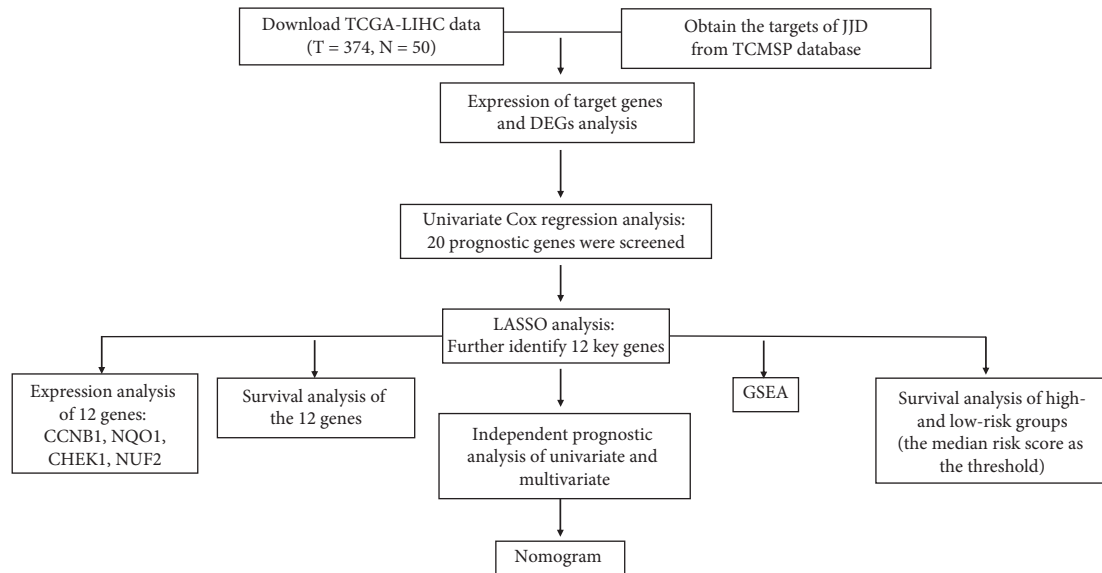 Download TCGA-LIHC data
(T = 374, N = 50)
Obtain the targets of JJD
from TCMSP database
Expression of target genes
and DEGs analysis
Univariate Cox regression analysis:
20 prognostic genes were screened
LASSO analysis:
Further identify 12 key genes
Expression analysis
of 12 genes:
CCNB1, NQO1,
CHEK1, NUF2
Survival analysis of
the 12 genes
Independent prognostic
analysis of univariate and
multivariate
GSEA
Survival analysis of high-
and low-risk groups
(the median risk score as
the threshold)
Nomogram